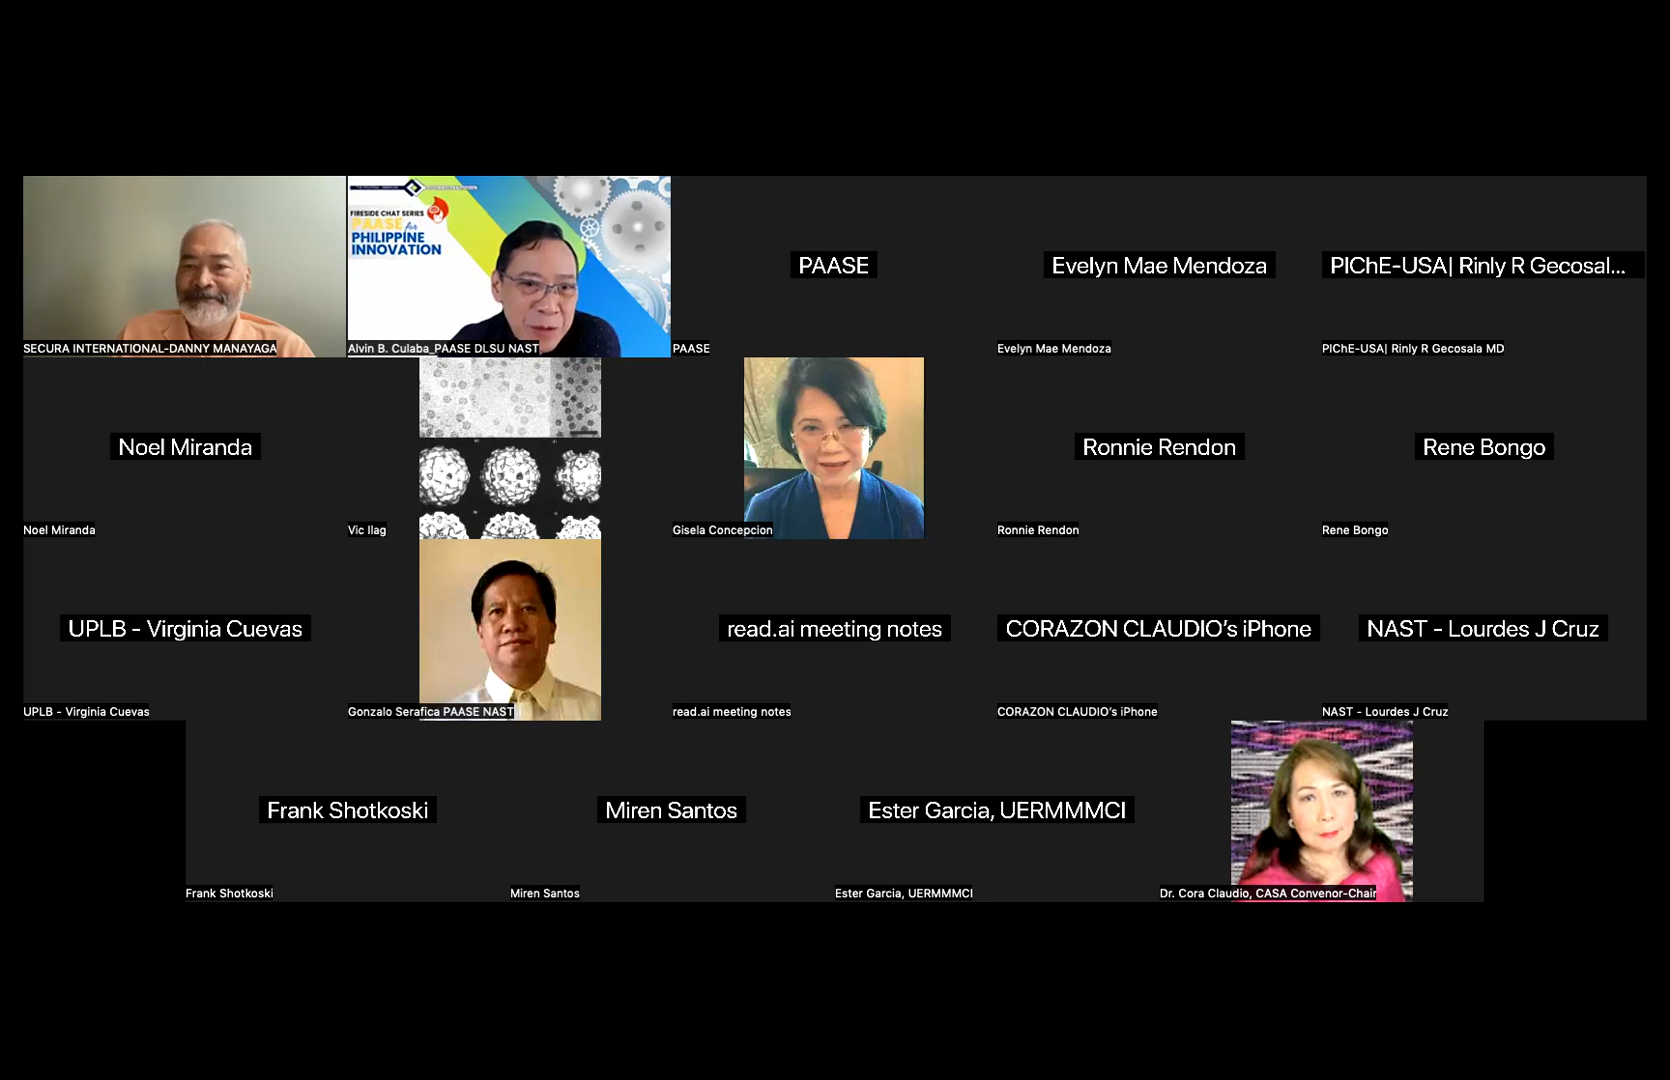 FIRESIDE CHAT SERIES
PAASE for
PHILIPPINE
INNOVATION
PAASE
Evelyn Mae Mendoza
PIChE-USA| Rinly R Gecosal...
SECURA INTERNATIONAL-DANNY MANAYAGA
Alvin B. Culaba_PAASE DLSU NAST
PAASE
Evelyn Mae Mendoza
PIChE-USA| Rinly R Gecosala MD
Noel Miranda
Ronnie Rendon
Rene Bongo
Noel Miranda
Vic Ilag
Gisela Concepcion
Ronnie Rendon
Rene Bongo
UPLB - Virginia Cuevas
read.ai meeting notes
CORAZON CLAUDIO’s iPhone
NAST - Lourdes J Cruz
UPLB - Virginia Cuevas
Gonzalo Serafica PAASE NAST
read.ai meeting notes
CORAZON CLAUDIO’s iPhone
NAST - Lourdes J Cruz
Frank Shotkoski
Miren Santos
Ester Garcia, UERMMMCI
Frank Shotkoski
Miren Santos
Ester Garcia, UERMMMCI
Dr. Cora Claudio, CASA Convenor-Chair